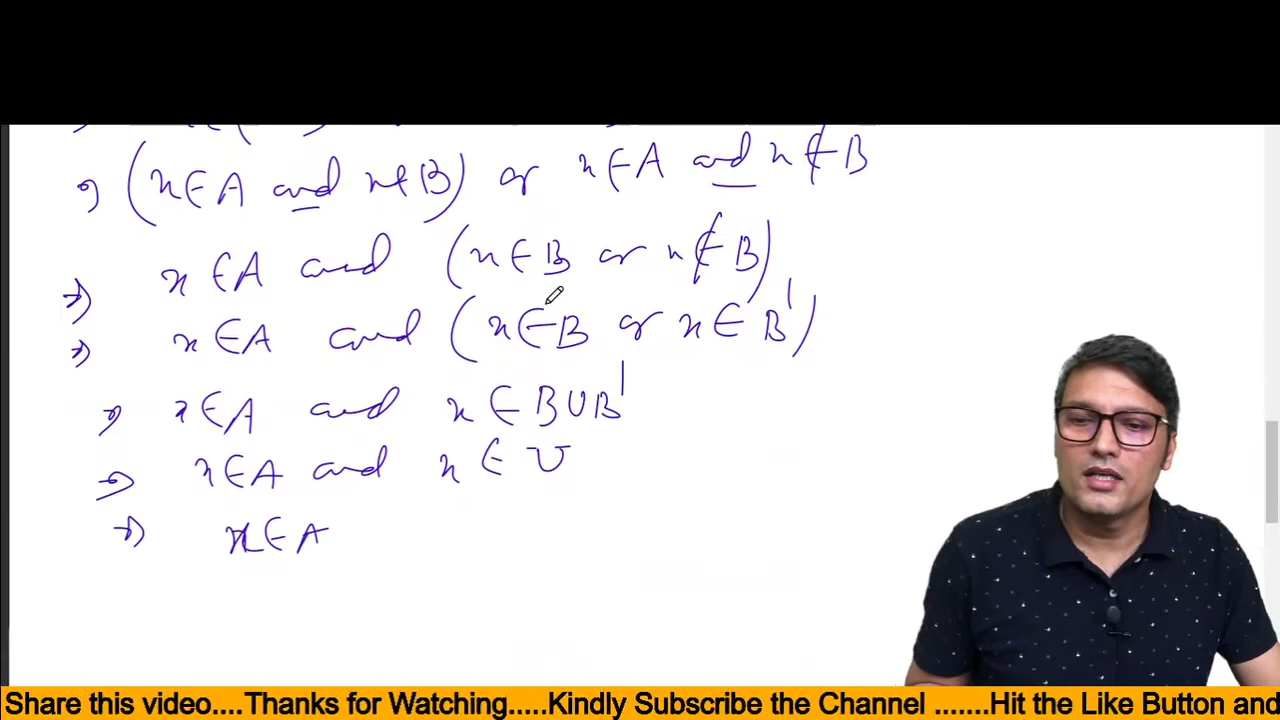 ⇒ (x∈A and x∈B) or x∈A and x∉B
⇒ x∈A and (x∈B or x∉B)
⇒ x∈A and (x∈B or x∈B')
⇒ x∈A and x∈B∪B'
⇒ x∈A and x∈U
⇒ x∈A
Share this video....Thanks for Watching.....Kindly Subscribe the Channel .......Hit the Like Button and